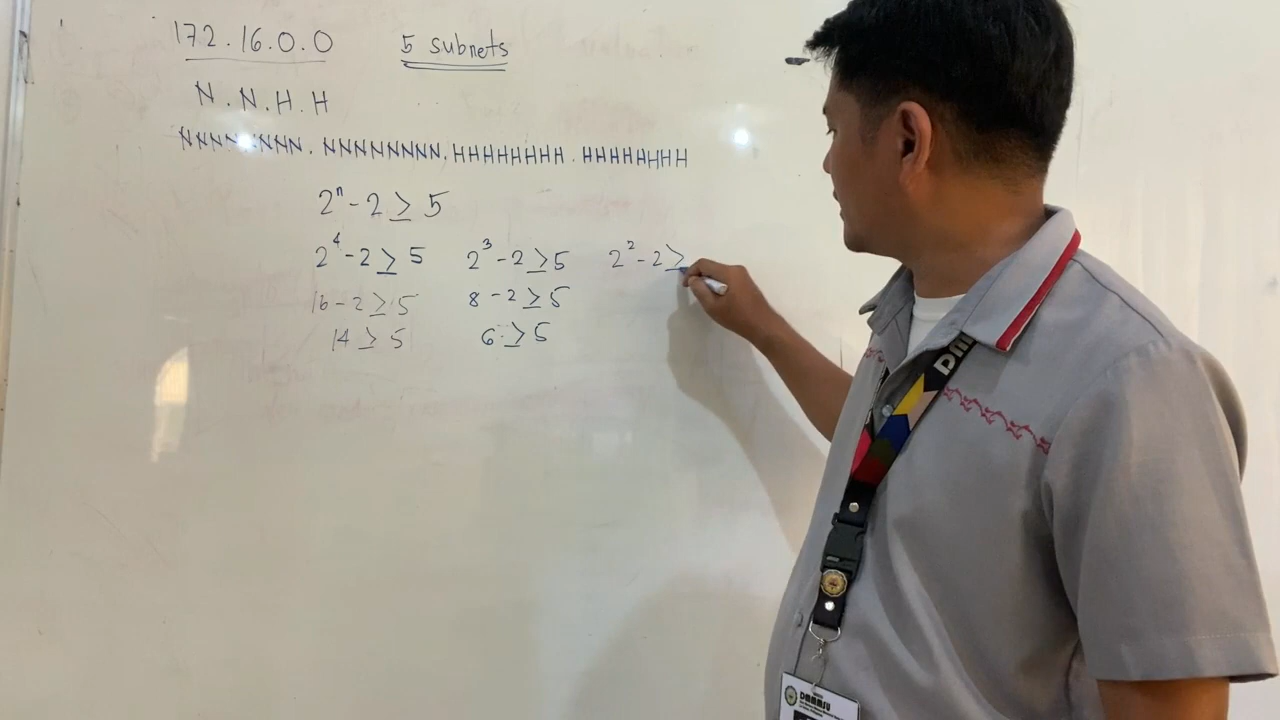 172.16.0.0 5 subnets
N.N.H.H
NNNNNNNN.NNNNNNNN.HHHHHHHH.HHHHHHHH
2ⁿ-2≥5
2⁴-2≥5 2³-2≥5 2²-2≥
16-2≥5 8-2≥5
14≥5 6≥5
DMMMSU